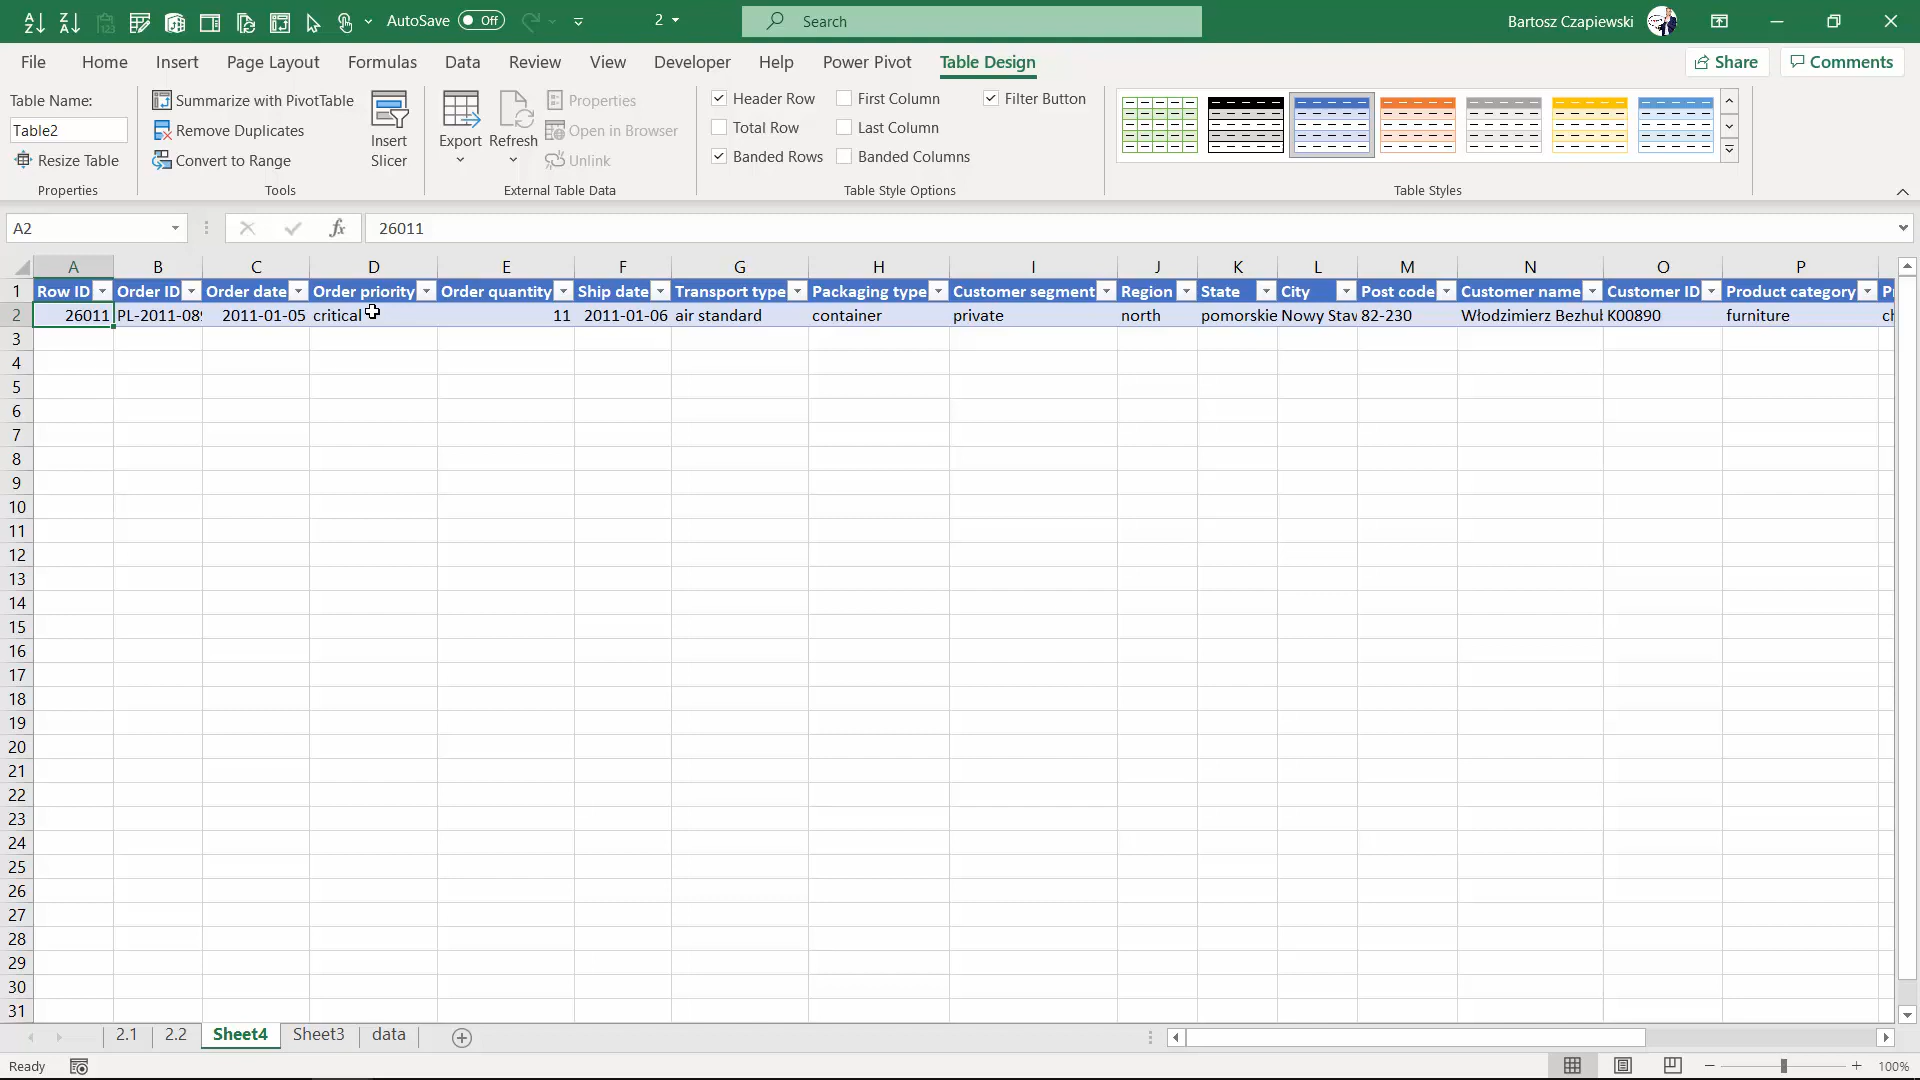 AutoSave Off 2 Search Bartosz Czapiewski
File Home Insert Page Layout Formulas Data Review View Developer Help Power Pivot Table Design Share Comments
Table Name:
Table2
Resize Table
Properties
Summarize with PivotTable
Remove Duplicates
Convert to Range
Tools
Insert
Slicer
Export Refresh
Properties
Open in Browser
Unlink
External Table Data
Header Row First Column Filter Button
Total Row Last Column
Banded Rows Banded Columns
Table Style Options
Table Styles
A2 fx 26011
A B C D E F G H I J K L M N O P
1 Row ID Order ID Order date Order priority Order quantity Ship date Transport type Packaging type Customer segment Region State City Post code Customer name Customer ID Product category
2 26011 PL-2011-089 2011-01-05 critical 11 2011-01-06 air standard container private north pomorskie Nowy Staw 82-230 Włodzimierz Bezhub K00890 furniture
3
4
5
6
7
8
9
10
11
12
13
14
15
16
17
18
19
20
21
22
23
24
25
26
27
28
29
30
31
2.1 2.2 Sheet4 Sheet3 data
Ready 100%